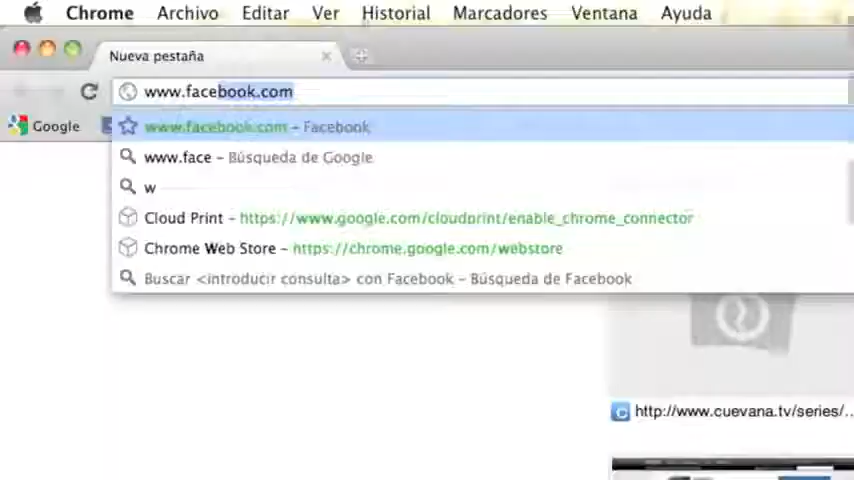 Chrome Archivo Editar Ver Historial Marcadores Ventana Ayuda
Nueva pestaña
www.facebook.com
Google
www.facebook.com - Facebook
www.face - Búsqueda de Google
w
Cloud Print - https://www.google.com/cloudprint/enable_chrome_connector
Chrome Web Store - https://chrome.google.com/webstore
Buscar <introducir consulta> con Facebook - Búsqueda de Facebook
http://www.cuevana.tv/series/...